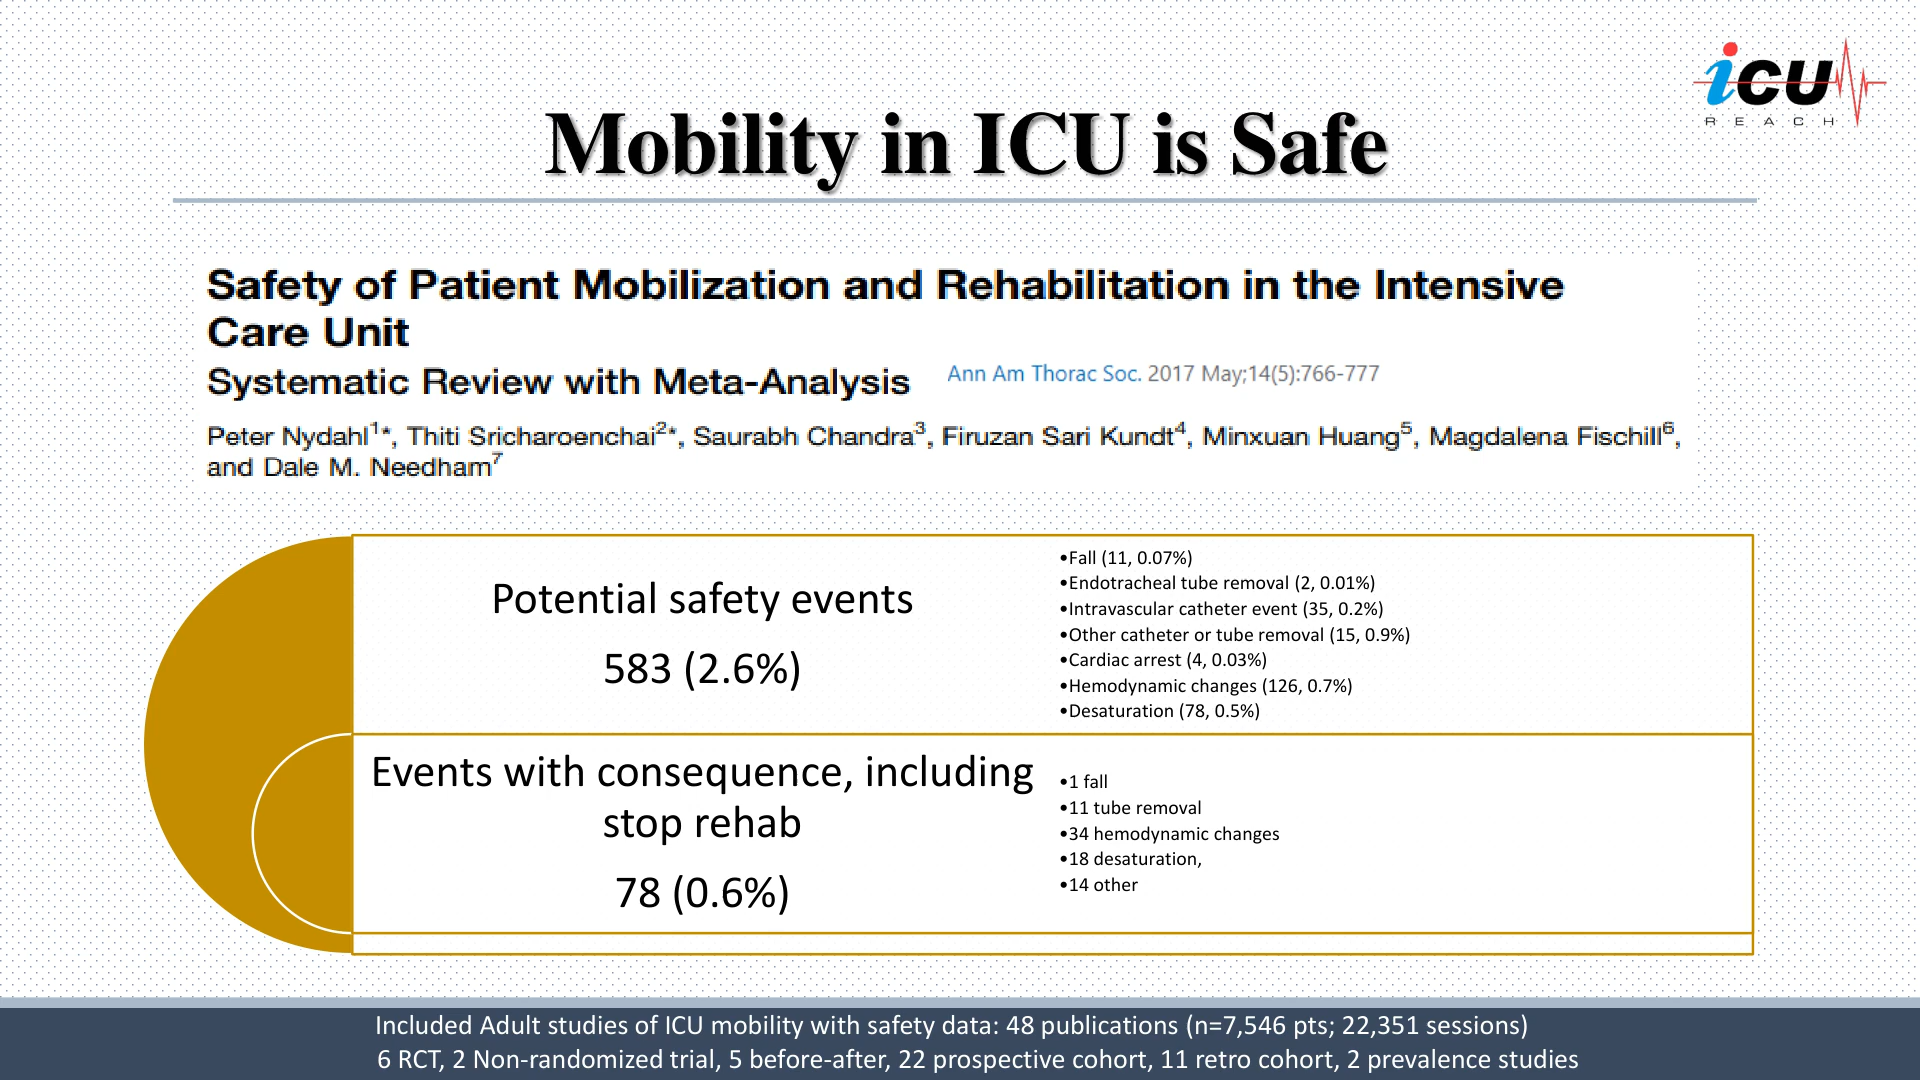 icu
REACH
Mobility in ICU is Safe
Safety of Patient Mobilization and Rehabilitation in the Intensive
Care Unit
Systematic Review with Meta-Analysis
Ann Am Thorac Soc. 2017 May;14(5):766-777
Peter Nydahl1*, Thiti Sricharoenchai2*, Saurabh Chandra3, Firuzan Sari Kundt4, Minxuan Huang5, Magdalena Fischill6,
and Dale M. Needham7
Potential safety events
583 (2.6%)
•Fall (11, 0.07%)
•Endotracheal tube removal (2, 0.01%)
•Intravascular catheter event (35, 0.2%)
•Other catheter or tube removal (15, 0.9%)
•Cardiac arrest (4, 0.03%)
•Hemodynamic changes (126, 0.7%)
•Desaturation (78, 0.5%)
Events with consequence, including
stop rehab
78 (0.6%)
•1 fall
•11 tube removal
•34 hemodynamic changes
•18 desaturation,
•14 other
Included Adult studies of ICU mobility with safety data: 48 publications (n=7,546 pts; 22,351 sessions)
6 RCT, 2 Non-randomized trial, 5 before-after, 22 prospective cohort, 11 retro cohort, 2 prevalence studies